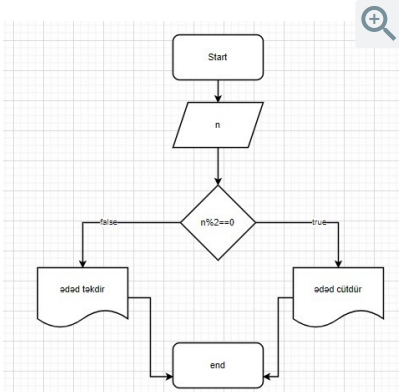 Start
n
n%2==0
false
true
ədəd təkdir
ədəd cütdür
end